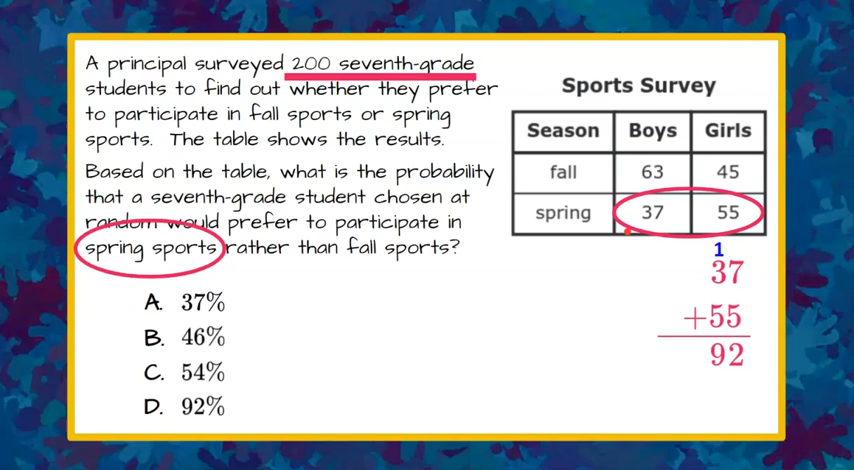 A principal surveyed 200 seventh-grade
students to find out whether they prefer
to participate in fall sports or spring
sports. The table shows the results.
Based on the table, what is the probability
that a seventh-grade student chosen at
random would prefer to participate in
spring sports rather than fall sports?
A. 37%
B. 46%
C. 54%
D. 92%
Sports Survey
Season Boys Girls
fall 63 45
spring 37 55
1
37
+55
92